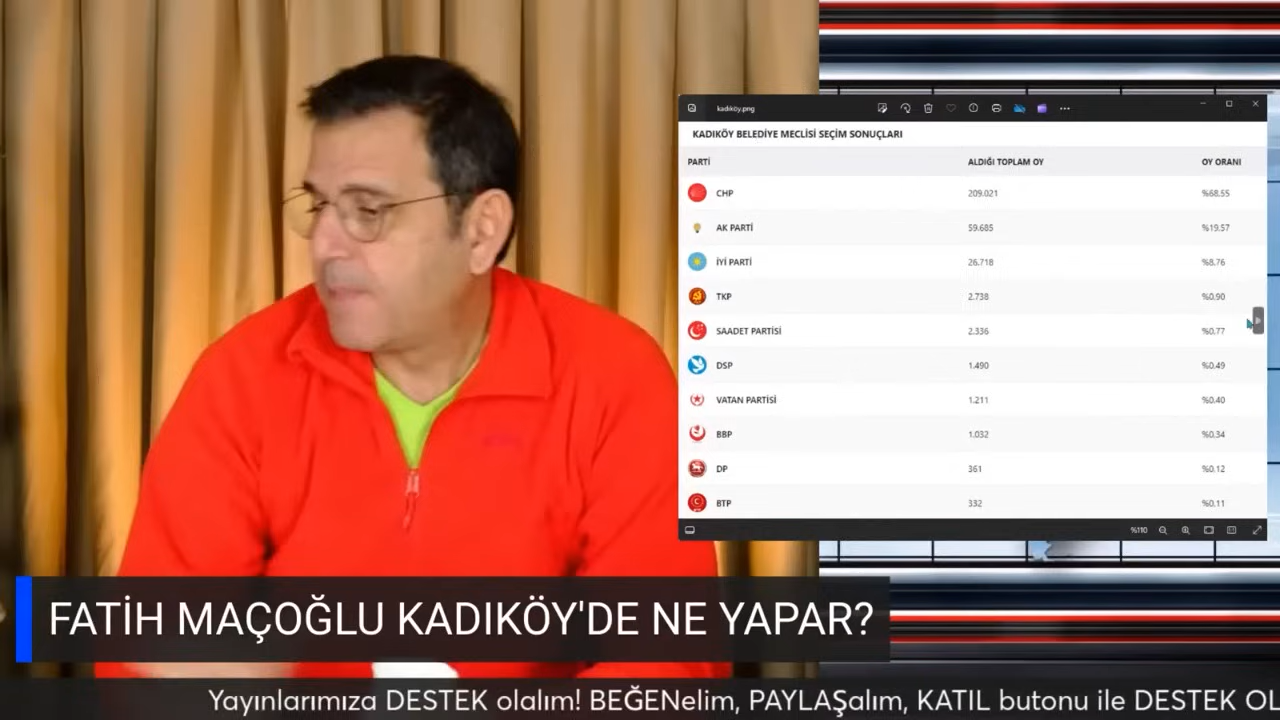 kadıköy.png
KADIKÖY BELEDİYE MECLİSİ SEÇİM SONUÇLARI
PARTİ ALDIĞI TOPLAM OY OY ORANI
CHP 209.021 %68.55
AK PARTİ 59.685 %19.57
İYİ PARTİ 26.718 %8.76
TKP 2.738 %0.90
SAADET PARTİSİ 2.336 %0.77
DSP 1.490 %0.49
VATAN PARTİSİ 1.211 %0.40
BBP 1.032 %0.34
DP 361 %0.12
BTP 332 %0.11
%110
FATİH MAÇOĞLU KADIKÖY'DE NE YAPAR?
Yayınlarımıza DESTEK olalım! BEĞENelim, PAYLAŞalım, KATIL butonu ile DESTEK OL